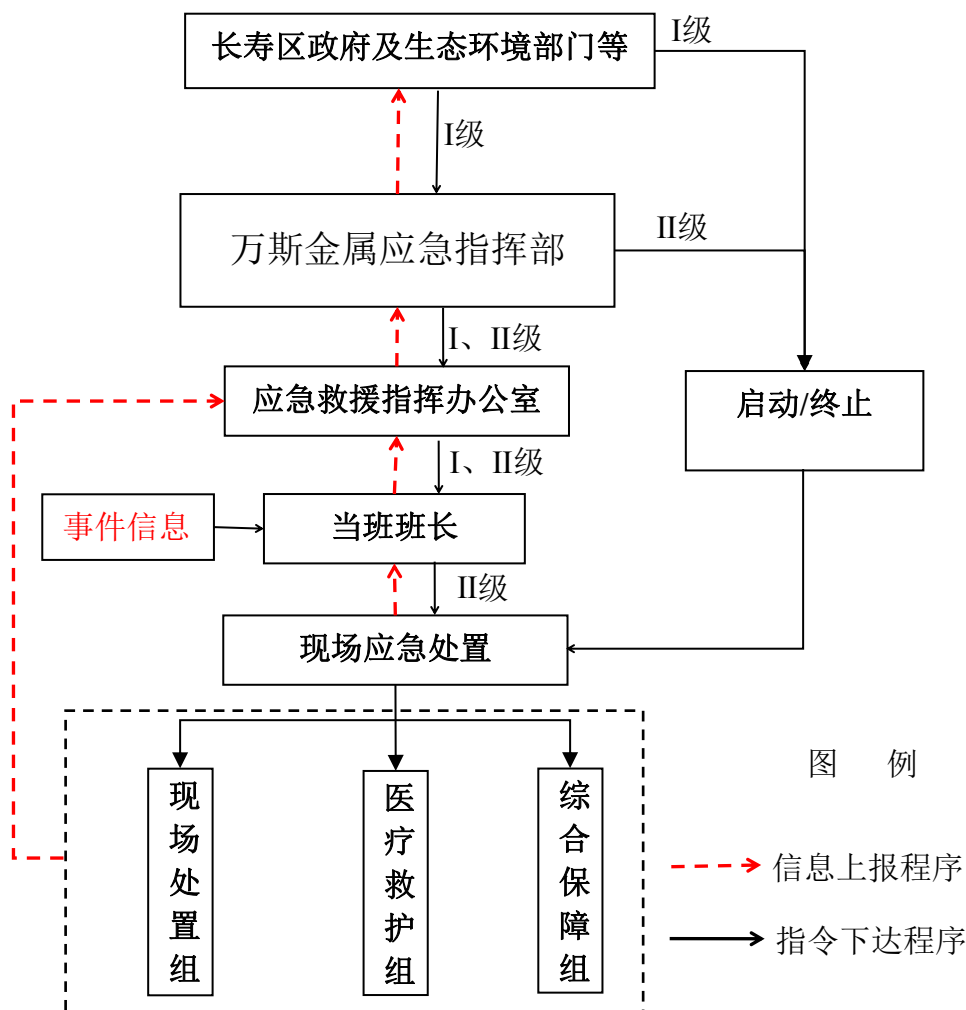 长寿区政府及生态环境部门等
I级
I级
万斯金属应急指挥部
II级
I、II级
应急救援指挥办公室
启动/终止
I、II级
事件信息
当班班长
II级
现场应急处置
现场处置组
医疗救护组
综合保障组
图 例
信息上报程序
指令下达程序